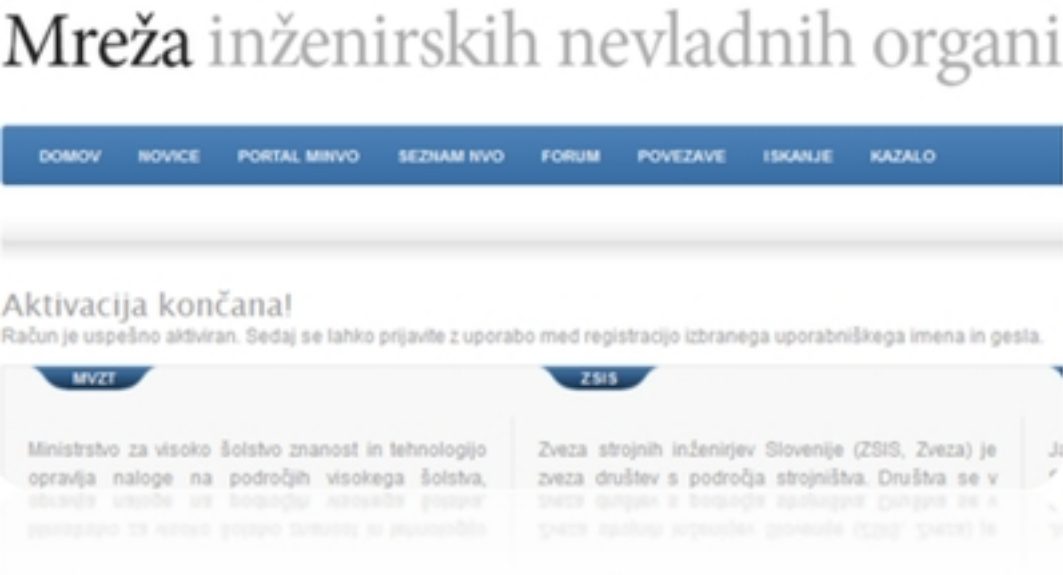 Mreža inženirskih nevladnih organi
DOMOV NOVICE PORTAL MINVO SEZNAM NVO FORUM POVEZAVE ISKANJE KAZALO
Aktivacija končana!
Račun je uspešno aktiviran. Sedaj se lahko prijavite z uporabo med registracijo izbranega uporabniškega imena in gesla.
MVZT
Ministrstvo za visoko šolstvo znanost in tehnologijo
opravlja naloge na področjih visokega šolstva,
ZSIS
Zveza strojnih inženirjev Slovenije (ZSIS, Zveza) je
zveza društev s področja strojništva. Društva se v